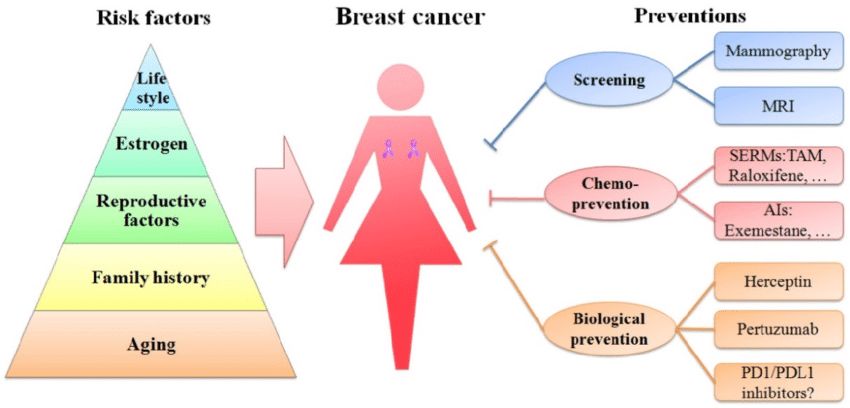 Risk factors
Life
style
Estrogen
Reproductive
factors
Family history
Aging
Breast cancer
Preventions
Screening
Mammography
MRI
Chemo-
prevention
SERMs:TAM,
Raloxifene, ...
AIs:
Exemestane, ...
Biological
prevention
Herceptin
Pertuzumab
PD1/PDL1
inhibitors?